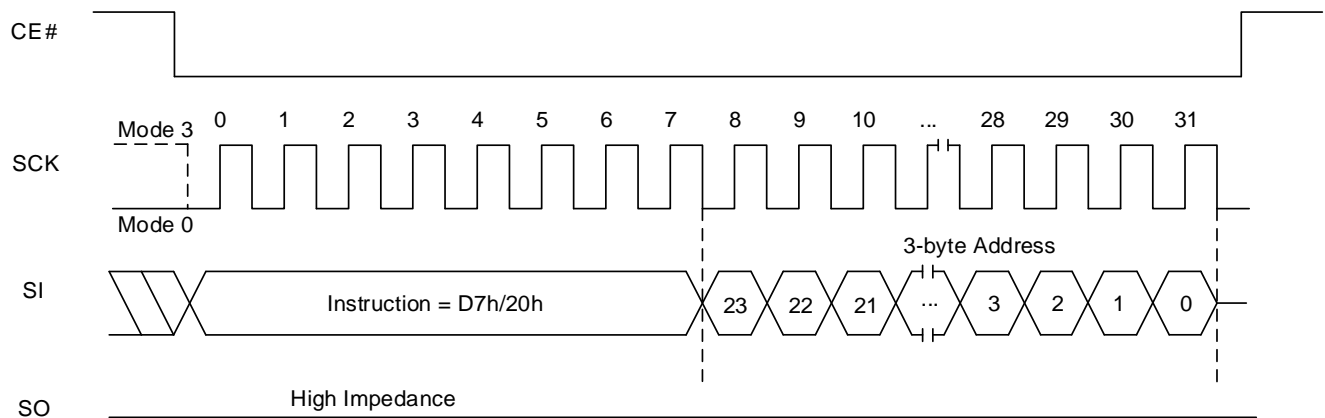 CE#
0 1 2 3 4 5 6 7 8 9 10 ... 28 29 30 31
Mode 3
SCK
Mode 0
3-byte Address
SI
Instruction = D7h/20h 23 22 21 ... 3 2 1 0
High Impedance
SO